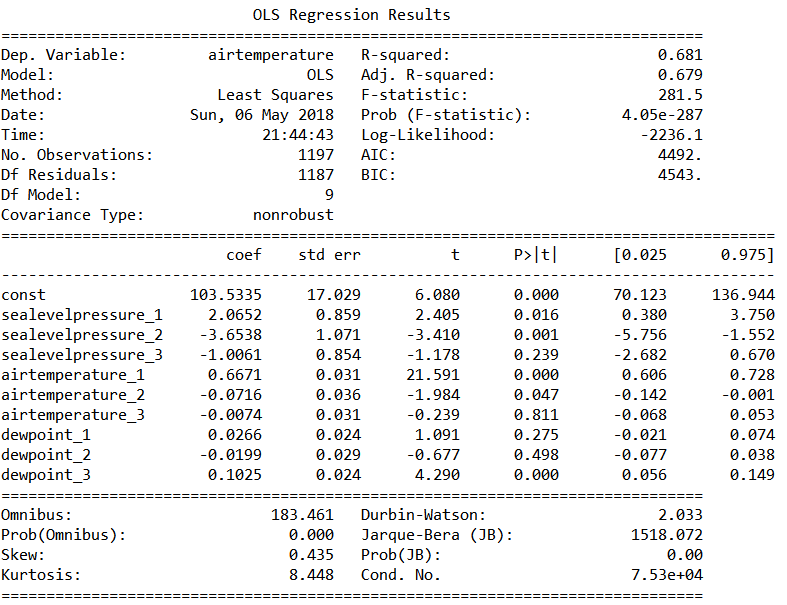 OLS Regression Results
==============================================================================
Dep. Variable:         airtemperature   R-squared:                       0.681
Model:                            OLS   Adj. R-squared:                  0.679
Method:                 Least Squares   F-statistic:                     281.5
Date:                Sun, 06 May 2018   Prob (F-statistic):          4.05e-287
Time:                        21:44:43   Log-Likelihood:                -2236.1
No. Observations:                1197   AIC:                             4492.
Df Residuals:                    1187   BIC:                             4543.
Df Model:                           9
Covariance Type:            nonrobust
======================================================================================
                         coef    std err          t      P>|t|      [0.025      0.975]
--------------------------------------------------------------------------------------
const                103.5335     17.029      6.080      0.000      70.123     136.944
sealevelpressure_1     2.0652      0.859      2.405      0.016       0.380       3.750
sealevelpressure_2    -3.6538      1.071     -3.410      0.001      -5.756      -1.552
sealevelpressure_3    -1.0061      0.854     -1.178      0.239      -2.682       0.670
airtemperature_1       0.6671      0.031     21.591      0.000       0.606       0.728
airtemperature_2      -0.0716      0.036     -1.984      0.047      -0.142      -0.001
airtemperature_3      -0.0074      0.031     -0.239      0.811      -0.068       0.053
dewpoint_1             0.0266      0.024      1.091      0.275      -0.021       0.074
dewpoint_2            -0.0199      0.029     -0.677      0.498      -0.077       0.038
dewpoint_3             0.1025      0.024      4.290      0.000       0.056       0.149
==============================================================================
Omnibus:                      183.461   Durbin-Watson:                   2.033
Prob(Omnibus):                  0.000   Jarque-Bera (JB):             1518.072
Skew:                           0.435   Prob(JB):                         0.00
Kurtosis:                       8.448   Cond. No.                     7.53e+04
==============================================================================